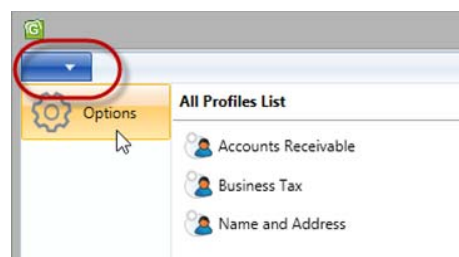 G
Options
All Profiles List
Accounts Receivable
Business Tax
Name and Address